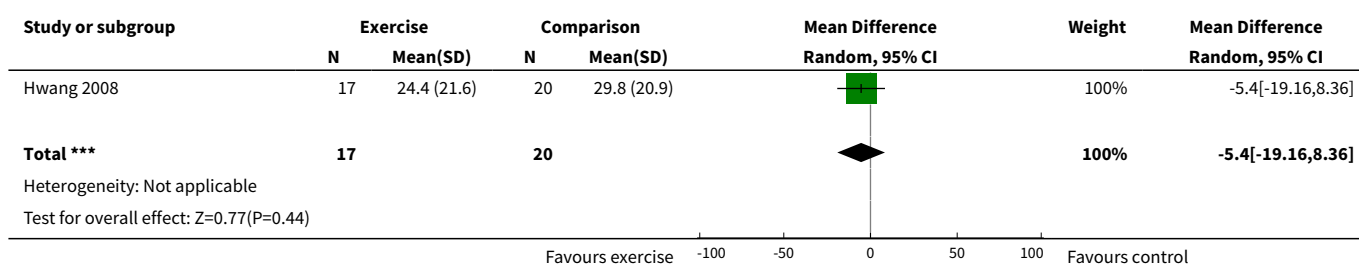 Study or subgroup Exercise Comparison Mean Difference Weight Mean Difference
N Mean(SD) N Mean(SD) Random, 95% CI Random, 95% CI
Hwang 2008 17 24.4 (21.6) 20 29.8 (20.9) 100% -5.4[-19.16,8.36]
Total *** 17 20 100% -5.4[-19.16,8.36]
Heterogeneity: Not applicable
Test for overall effect: Z=0.77(P=0.44)
Favours exercise -100 -50 0 50 100 Favours control